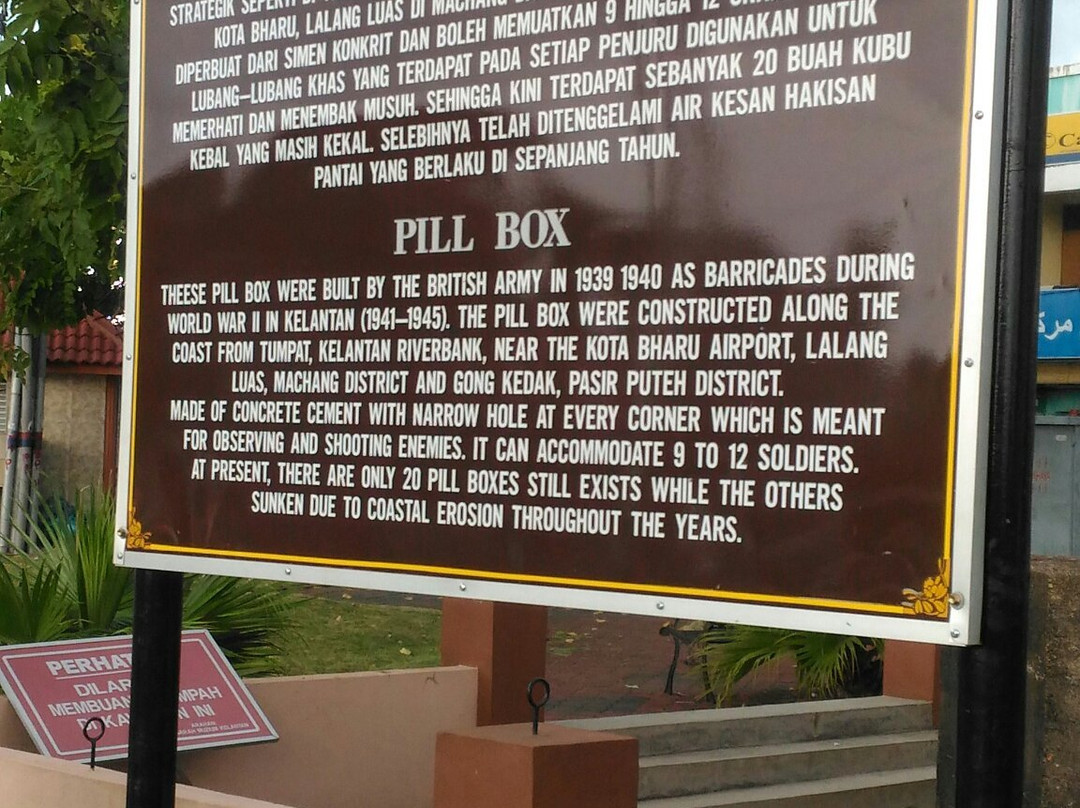 STRATEGIK SEPERTI DI
KOTA BHARU, LALANG LUAS DI MACHANG
DIPERBUAT DARI SIMEN KONKRIT DAN BOLEH MEMUATKAN 9 HINGGA 12
LUBANG–LUBANG KHAS YANG TERDAPAT PADA SETIAP PENJURU DIGUNAKAN UNTUK
MEMERHATI DAN MENEMBAK MUSUH. SEHINGGA KINI TERDAPAT SEBANYAK 20 BUAH KUBU
KEBAL YANG MASIH KEKAL. SELEBIHNYA TELAH DITENGGELAMI AIR KESAN HAKISAN
PANTAI YANG BERLAKU DI SEPANJANG TAHUN.
PILL BOX
THEESE PILL BOX WERE BUILT BY THE BRITISH ARMY IN 1939 1940 AS BARRICADES DURING
WORLD WAR II IN KELANTAN (1941–1945). THE PILL BOX WERE CONSTRUCTED ALONG THE
COAST FROM TUMPAT, KELANTAN RIVERBANK, NEAR THE KOTA BHARU AIRPORT, LALANG
LUAS, MACHANG DISTRICT AND GONG KEDAK, PASIR PUTEH DISTRICT.
MADE OF CONCRETE CEMENT WITH NARROW HOLE AT EVERY CORNER WHICH IS MEANT
FOR OBSERVING AND SHOOTING ENEMIES. IT CAN ACCOMMODATE 9 TO 12 SOLDIERS.
AT PRESENT, THERE ARE ONLY 20 PILL BOXES STILL EXISTS WHILE THE OTHERS
SUNKEN DUE TO COASTAL EROSION THROUGHOUT THE YEARS.
PERHAT
DILAR
MEMBUAN MPAH
DI KA N INI
ARAHAN